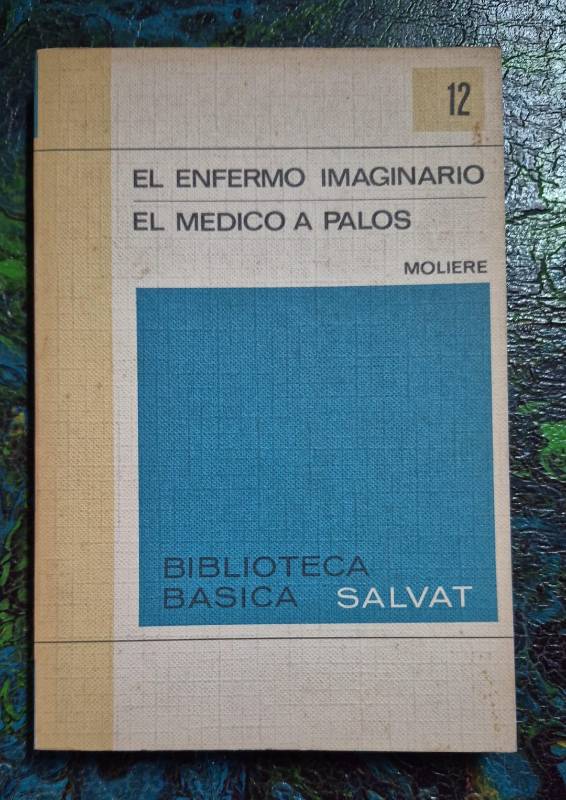 12
EL ENFERMO IMAGINARIO
EL MEDICO A PALOS
MOLIERE
BIBLIOTECA
BASICA SALVAT